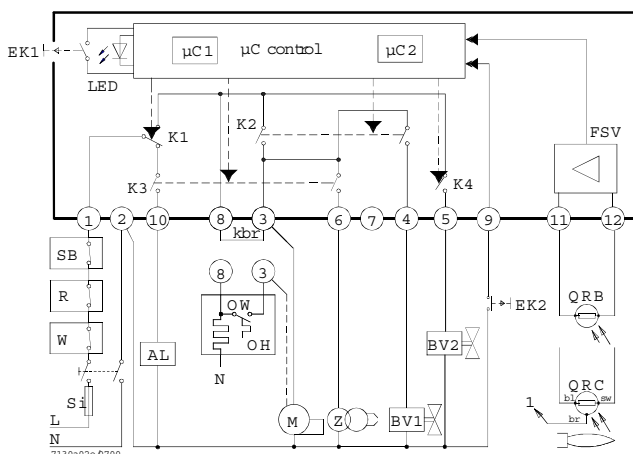 EK1
µC1
µC control
µC2
LED
FSV
K1
K2
K3
K4
1 2 10 8 3 6 7 4 5 9 11 12
kbr
SB
R
W
Si
L
N
8 3
OW
OH
N
AL
M
Z
BV1
BV2
EK2
QRB
QRC
bl sw
br
1
7130a02e/0700